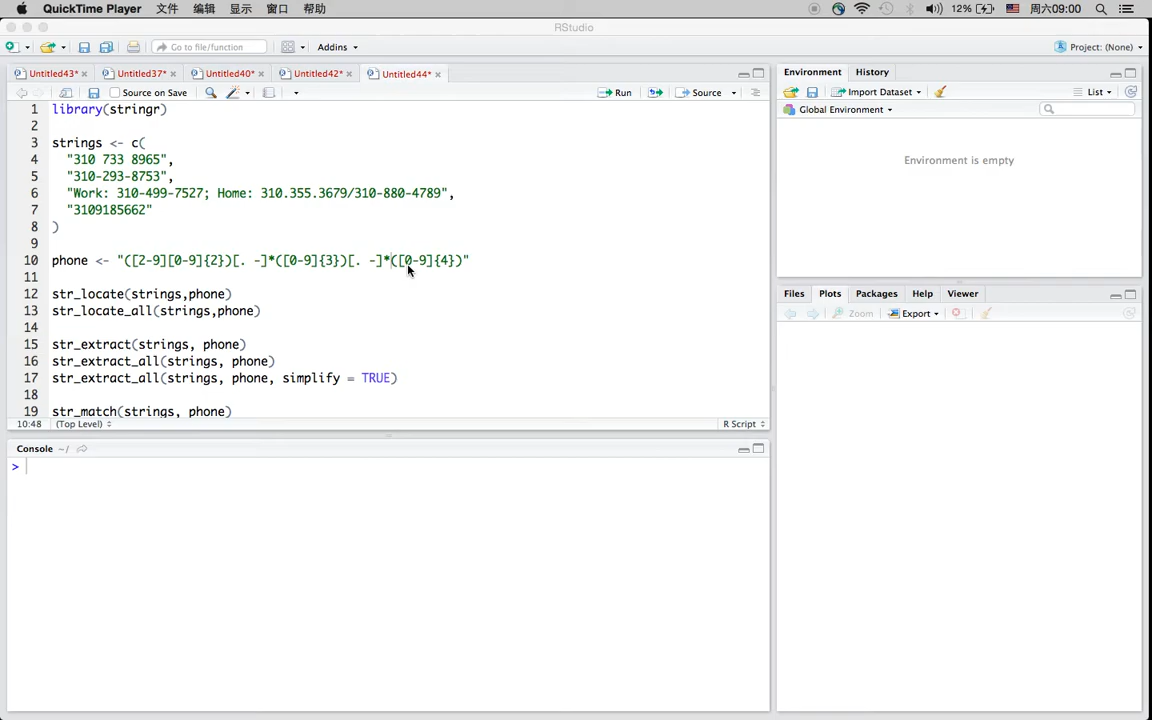 QuickTime Player 文件 编辑 显示 窗口 帮助 12% 周六09:00
RStudio
Go to file/function Addins Project: (None)
Untitled43* Untitled37* Untitled40* Untitled42* Untitled44*
Source on Save Run Source
1 library(stringr)
2
3 strings <- c(
4 "310 733 8965",
5 "310-293-8753",
6 "Work: 310-499-7527; Home: 310.355.3679/310-880-4789",
7 "3109185662"
8 )
9
10 phone <- "([2-9][0-9]{2})[. -]*([0-9]{3})[. -]*([0-9]{4})"
11
12 str_locate(strings,phone)
13 str_locate_all(strings,phone)
14
15 str_extract(strings, phone)
16 str_extract_all(strings, phone)
17 str_extract_all(strings, phone, simplify = TRUE)
18
19 str_match(strings, phone)
10:48 (Top Level) R Script
Console ~/
>
Environment History
Import Dataset List
Global Environment
Environment is empty
Files Plots Packages Help Viewer
Zoom Export